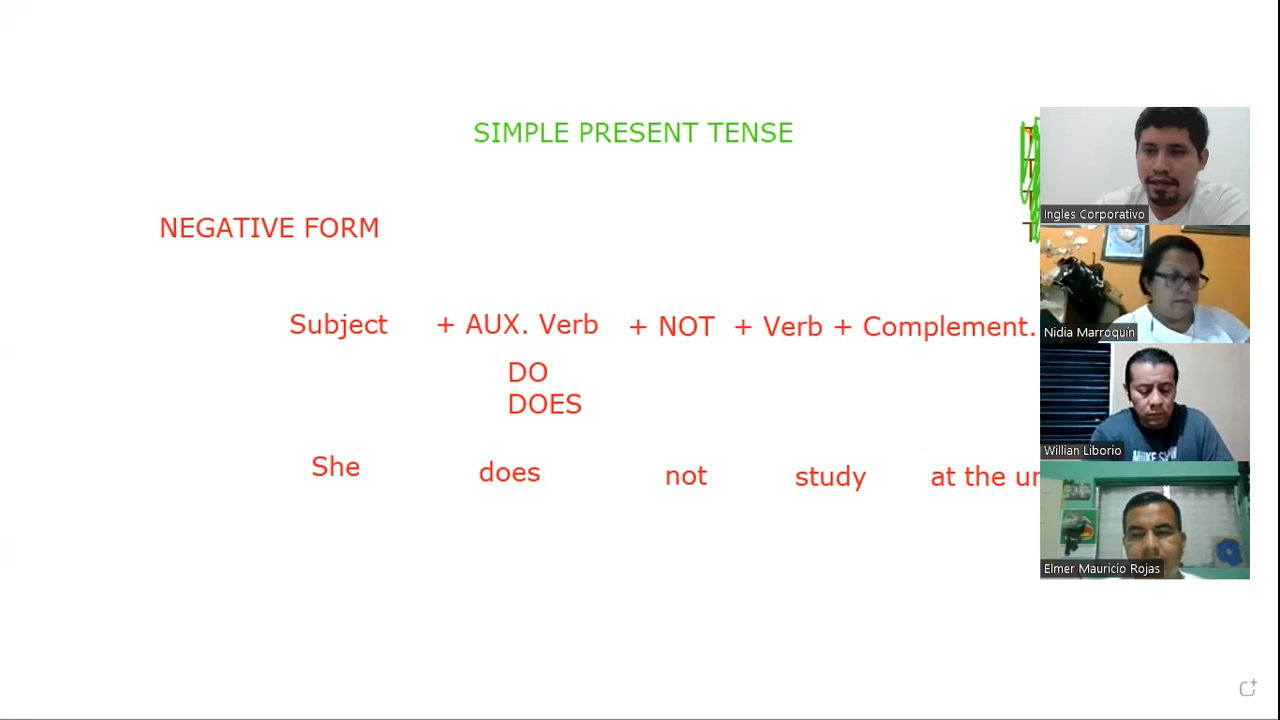 SIMPLE PRESENT TENSE
NEGATIVE FORM
Subject + AUX. Verb + NOT + Verb + Complement.
DO
DOES
She does not study at the
Ingles Corporativo
Nidia Marroquin
Willian Liborio
Elmer Mauricio Rojas